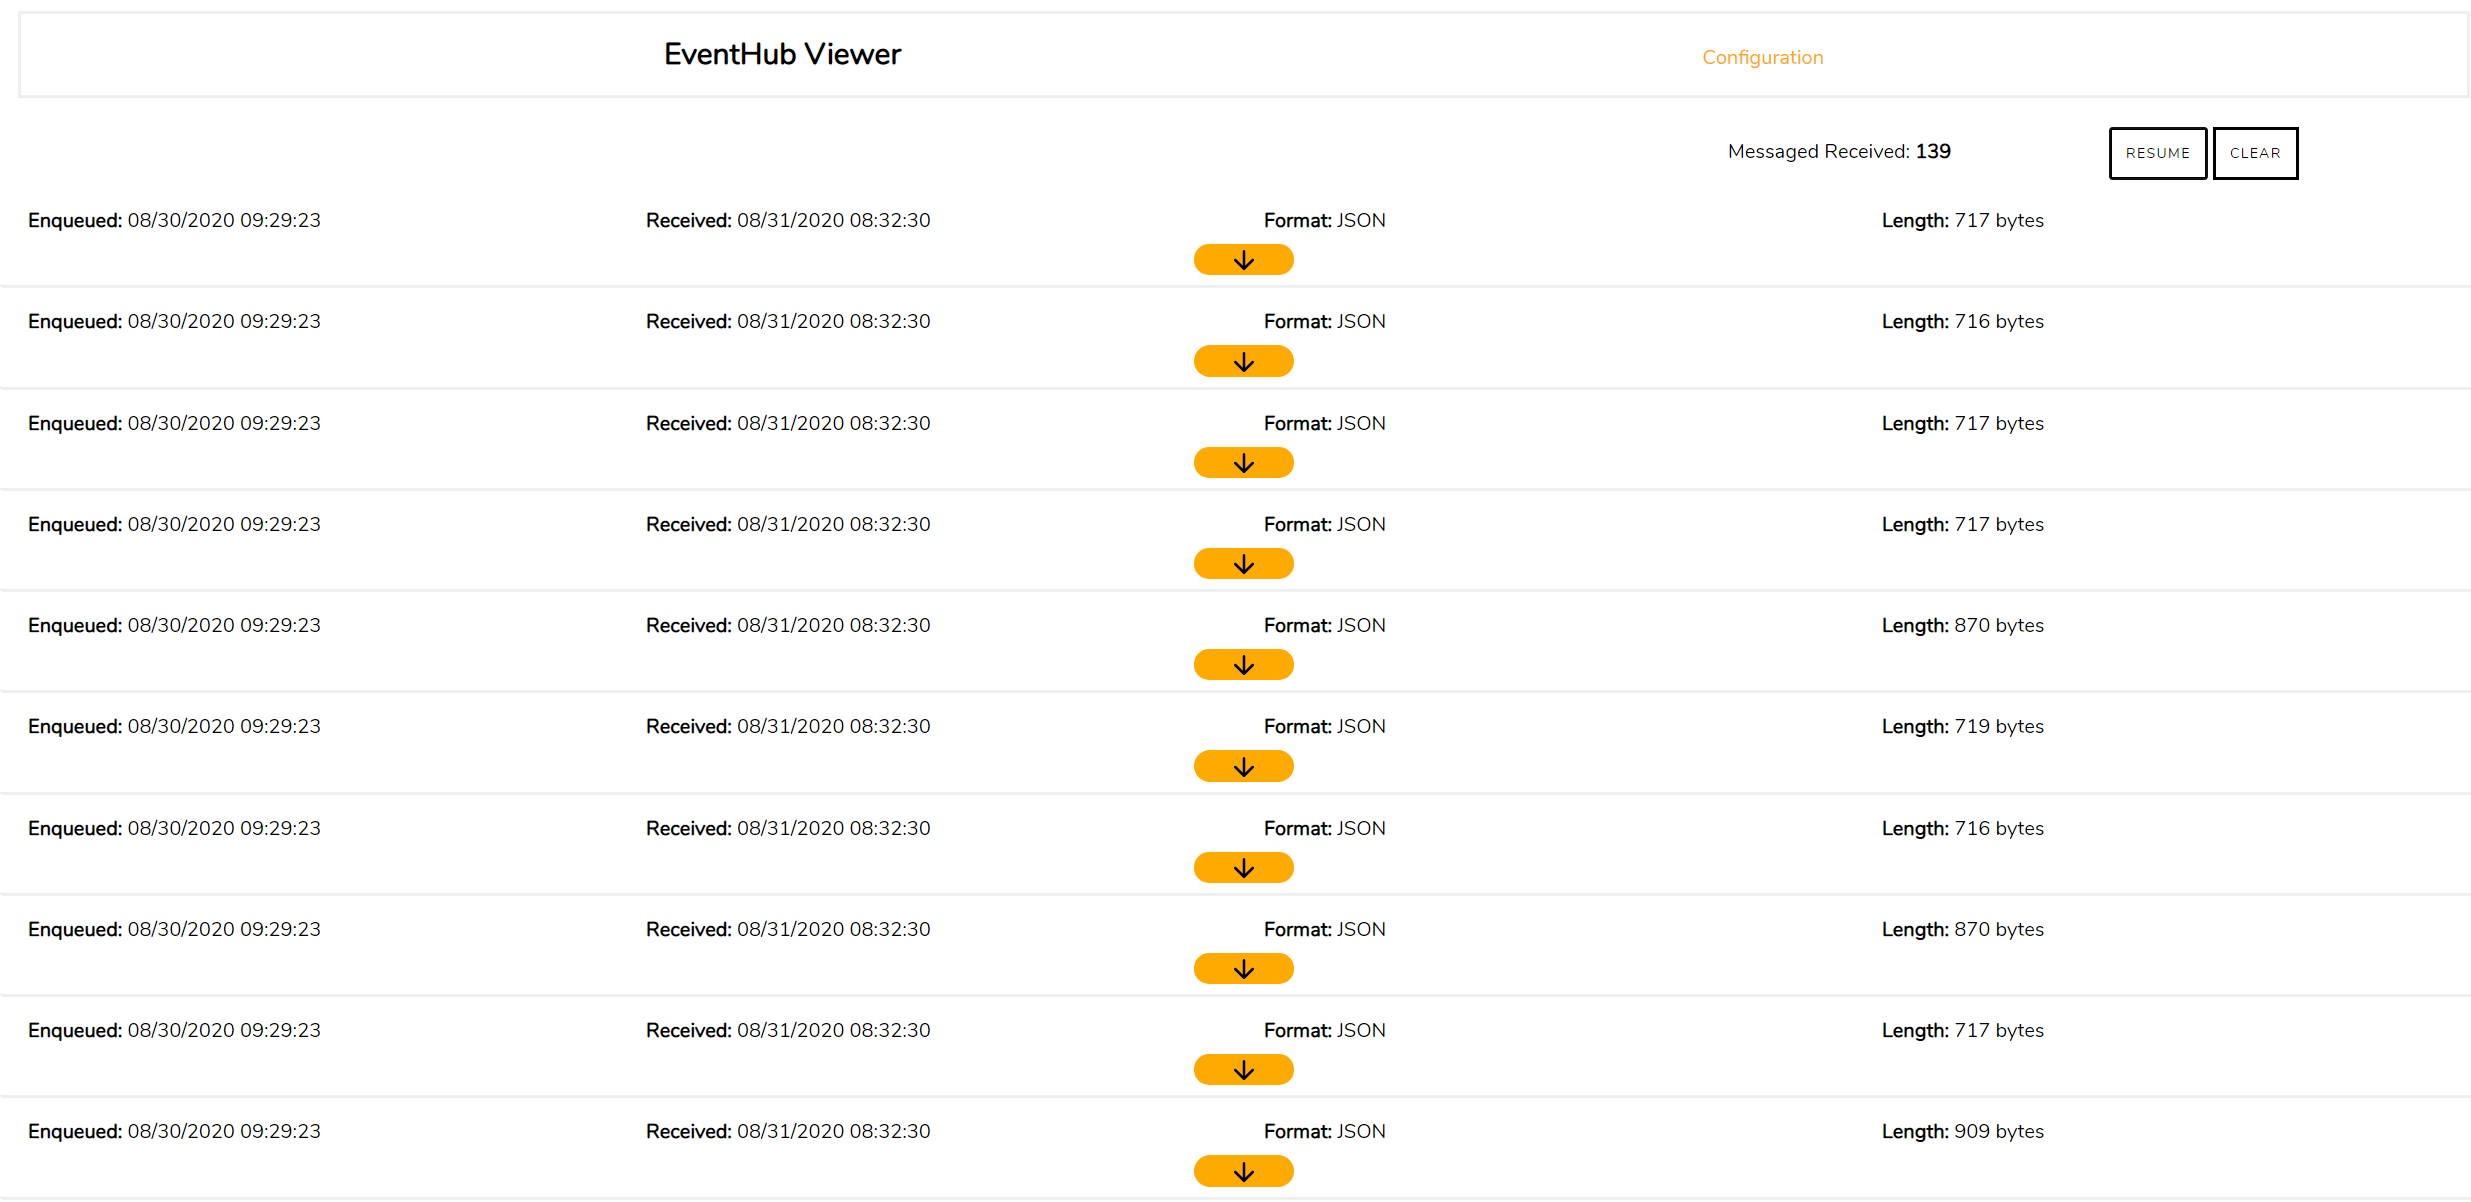 EventHub Viewer Configuration
Messaged Received: 139 RESUME CLEAR
Enqueued: 08/30/2020 09:29:23 Received: 08/31/2020 08:32:30 Format: JSON Length: 717 bytes
Enqueued: 08/30/2020 09:29:23 Received: 08/31/2020 08:32:30 Format: JSON Length: 716 bytes
Enqueued: 08/30/2020 09:29:23 Received: 08/31/2020 08:32:30 Format: JSON Length: 717 bytes
Enqueued: 08/30/2020 09:29:23 Received: 08/31/2020 08:32:30 Format: JSON Length: 717 bytes
Enqueued: 08/30/2020 09:29:23 Received: 08/31/2020 08:32:30 Format: JSON Length: 870 bytes
Enqueued: 08/30/2020 09:29:23 Received: 08/31/2020 08:32:30 Format: JSON Length: 719 bytes
Enqueued: 08/30/2020 09:29:23 Received: 08/31/2020 08:32:30 Format: JSON Length: 716 bytes
Enqueued: 08/30/2020 09:29:23 Received: 08/31/2020 08:32:30 Format: JSON Length: 870 bytes
Enqueued: 08/30/2020 09:29:23 Received: 08/31/2020 08:32:30 Format: JSON Length: 717 bytes
Enqueued: 08/30/2020 09:29:23 Received: 08/31/2020 08:32:30 Format: JSON Length: 909 bytes